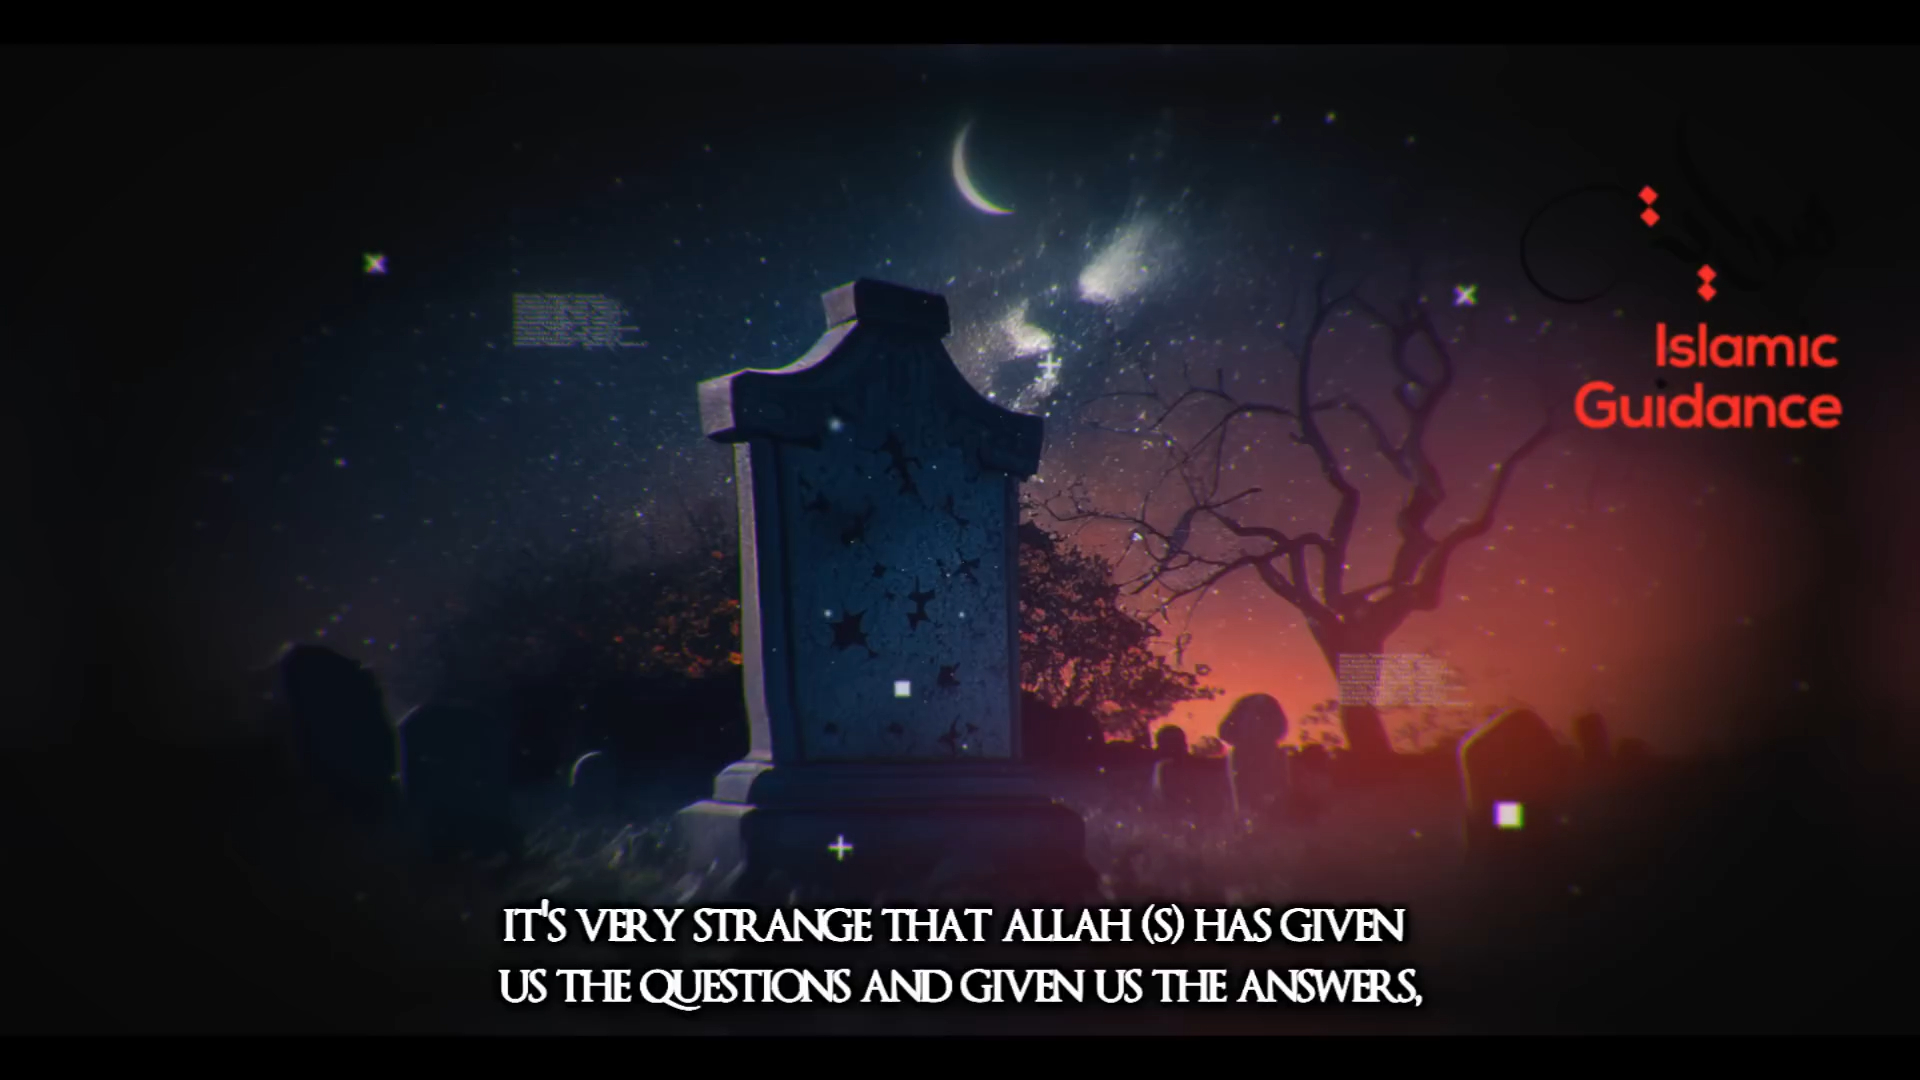 Islamic
Guidance
IT'S VERY STRANGE THAT ALLAH (S) HAS GIVEN
US THE QUESTIONS AND GIVEN US THE ANSWERS,